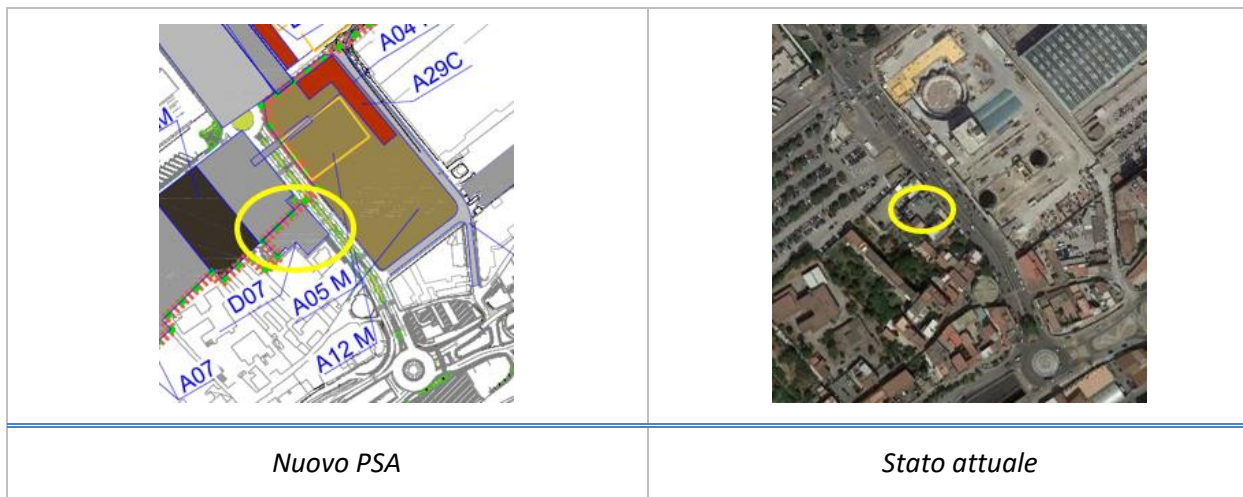 A04
A29C
M
D07
A05 M
A12 M
A07
Nuovo PSA
Stato attuale